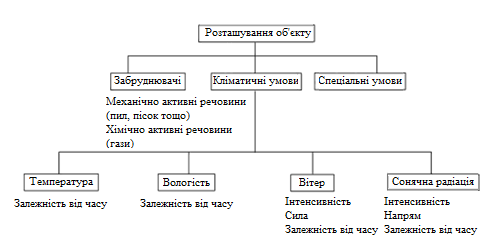 Розташування об'єкту
Забруднювачі
Кліматичні умови
Спеціальні умови
Механічно активні речовини
(пил, пісок тощо)
Хімічно активні речовини
(гази)
Температура
Вологість
Вітер
Сонячна радіація
Залежність від часу
Залежність від часу
Інтенсивність
Сила
Залежність від часу
Інтенсивність
Напрям
Залежність від часу